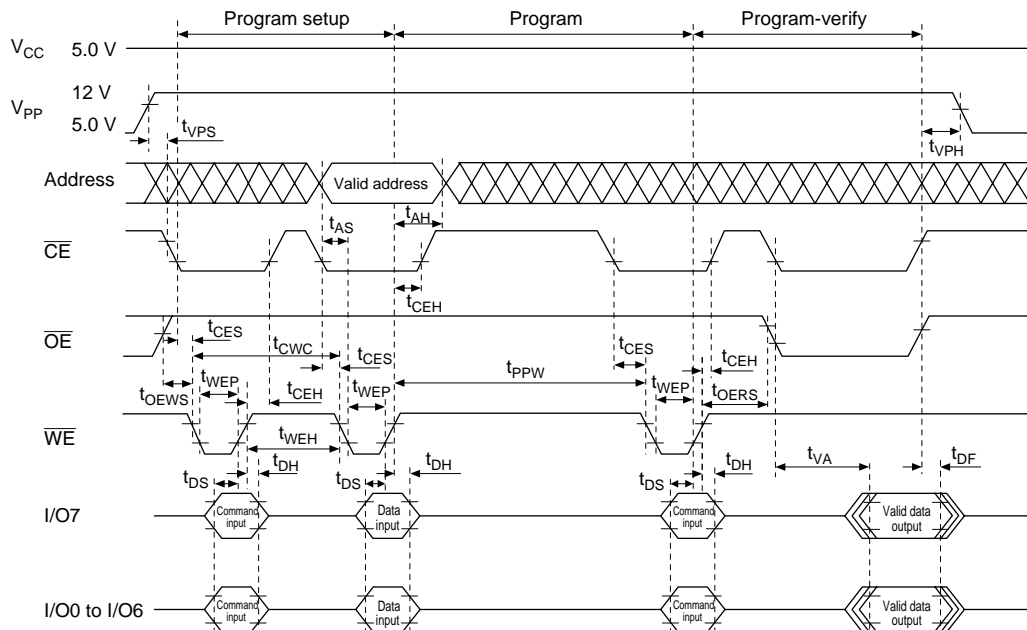 Program setup Program Program-verify
VCC 5.0 V
12 V
VPP
5.0 V
tVPS
tVPH
Address Valid address
tAH
tAS
CE
tCEH
OE
tCES
tCWC tCES tCES tCEH
tWEP tWEP tPPW tWEP
tOEWS tCEH tOERS
WE
tWEH
tVA tDF
tDH tDH tDH
tDS tDS tDS
I/O7 Command input Data input Command input Valid data output
I/O0 to I/O6 Command input Data input Command input Valid data output